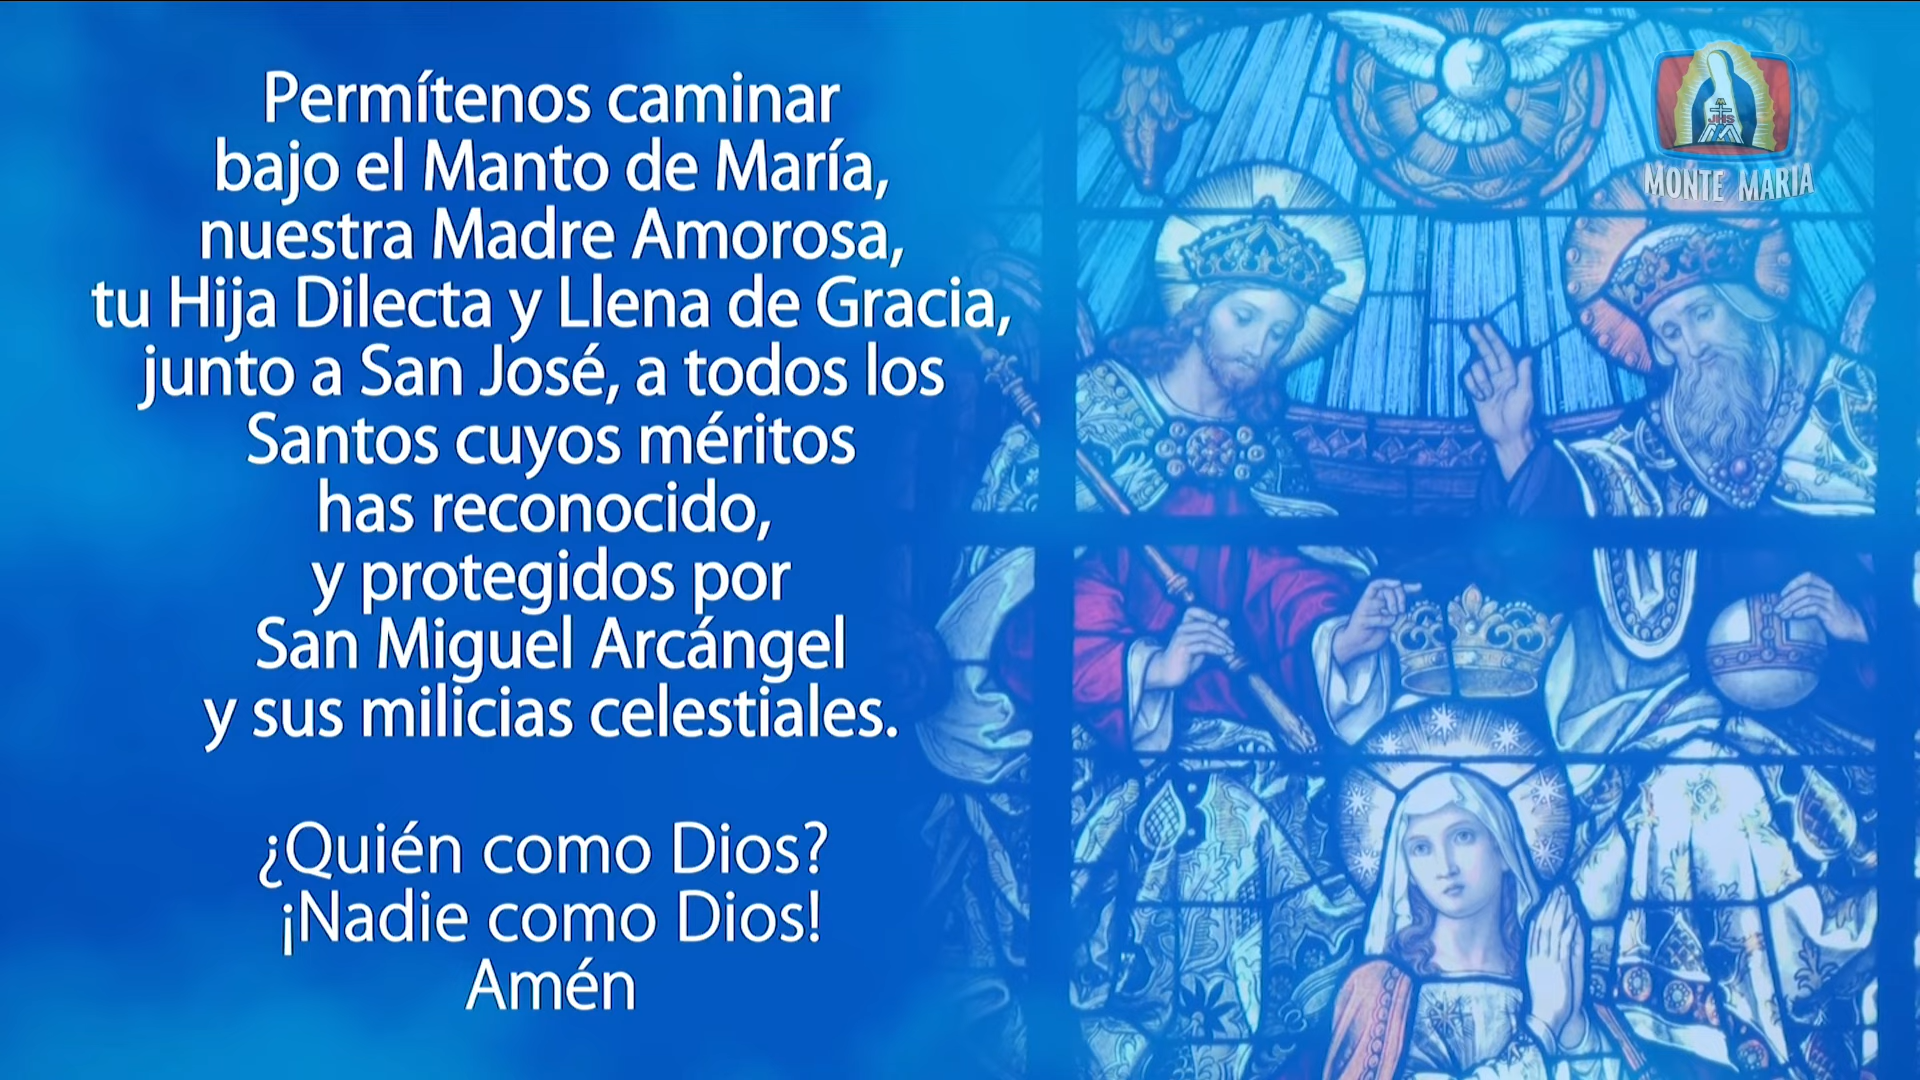 Permítenos caminar
bajo el Manto de María,
nuestra Madre Amorosa,
tu Hija Dilecta y Llena de Gracia,
junto a San José, a todos los
Santos cuyos méritos
has reconocido,
y protegidos por
San Miguel Arcángel
y sus milicias celestiales.
¿Quién como Dios?
¡Nadie como Dios!
Amén
JHS
MONTE MARIA